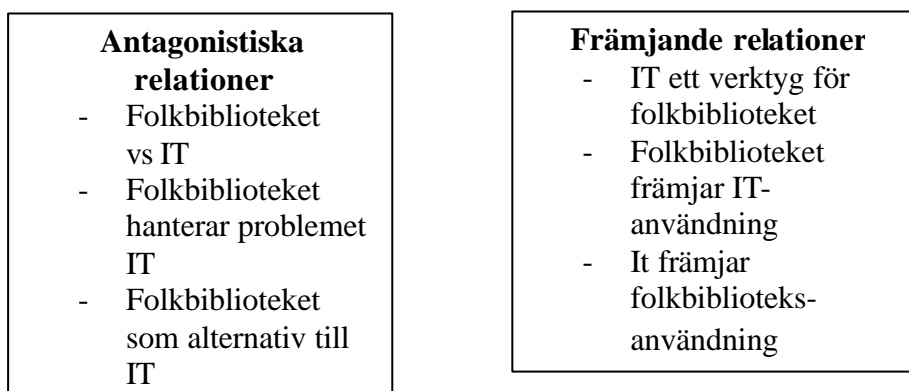 Antagonistiska
relationer
- Folkbiblioteket
vs IT
- Folkbiblioteket
hanterar problemet
IT
- Folkbiblioteket
som alternativ till
IT
Främjande relationer
- IT ett verktyg för
folkbiblioteket
- Folkbiblioteket
främjar IT-
användning
- It främjar
folkbiblioteks-
användning